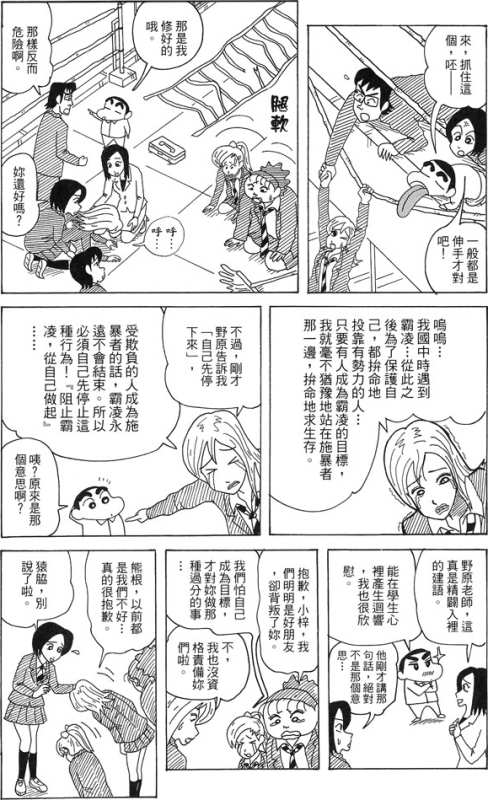 來，抓住這
個，呸——
一般都是
伸手才對
吧！
那是我
修好的
哦。
那樣反而
危險啊。
腿軟
妳還好嗎？
呼……
呼……
嗚嗚…
我國中時遇到
霸凌…從此之
後為了保護自
己，都拚命地
投靠有勢力的人。
只要有人成為霸凌的目標，
我就毫不猶豫地站在施暴者
那一邊，拚命地求生存。
不過，剛才
野原告訴我
「自己先停
下來」，
受欺負的人成為施
暴者的話，霸凌永
遠不會結束。所以
必須自己先停止這
種行為！『阻止霸
凌，從自己做起』
……
咦？原來是那
個意思啊？
野原老師，這
真是精闢入裡
的建議。
能在學生心
裡產生迴響
，我也很欣
慰。
他剛才講那
句話，絕對
不是那個意
思…
抱歉，小梓，我
們明明是好朋友
，卻背叛了妳。
我們怕自己
成為目標，
才對妳做那
種過分的事
不，
我也沒資
格責備妳
們啦。
熊根，以前都
是我們不好…
真的很抱歉。
猿脇，別
說了啦。